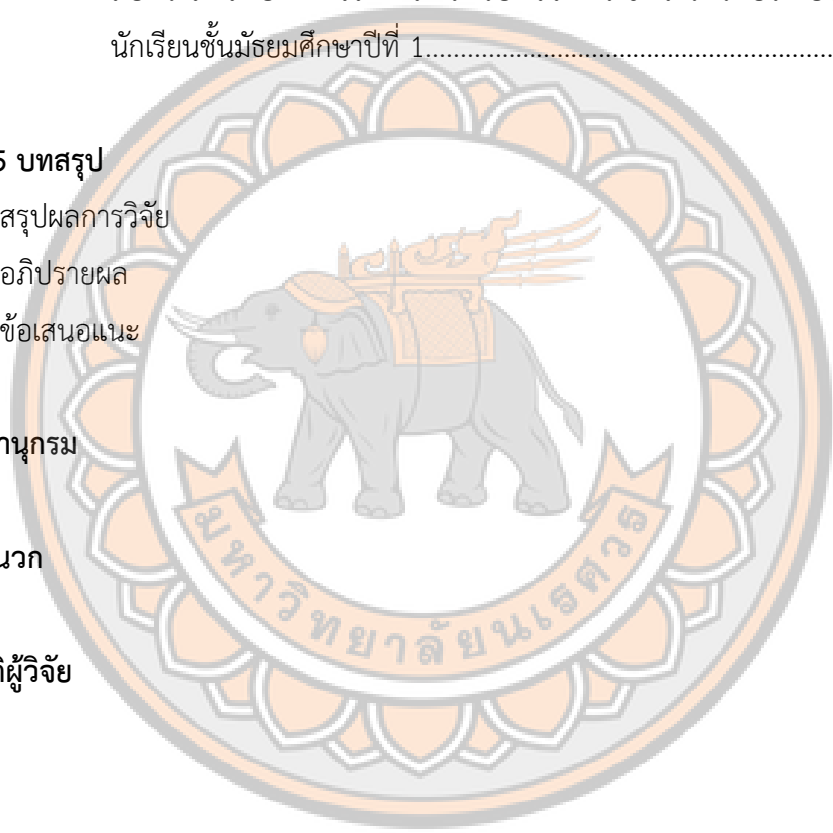 นักเรียนชั้นมัธยมศึกษาปีที่ 1......................................................................
5 บทสรุป
สรุปผลการวิจัย
อภิปรายผล
ข้อเสนอแนะ
านุกรม
นวก
ผู้วิจัย
มหาวิทยาลัยนเรศวร